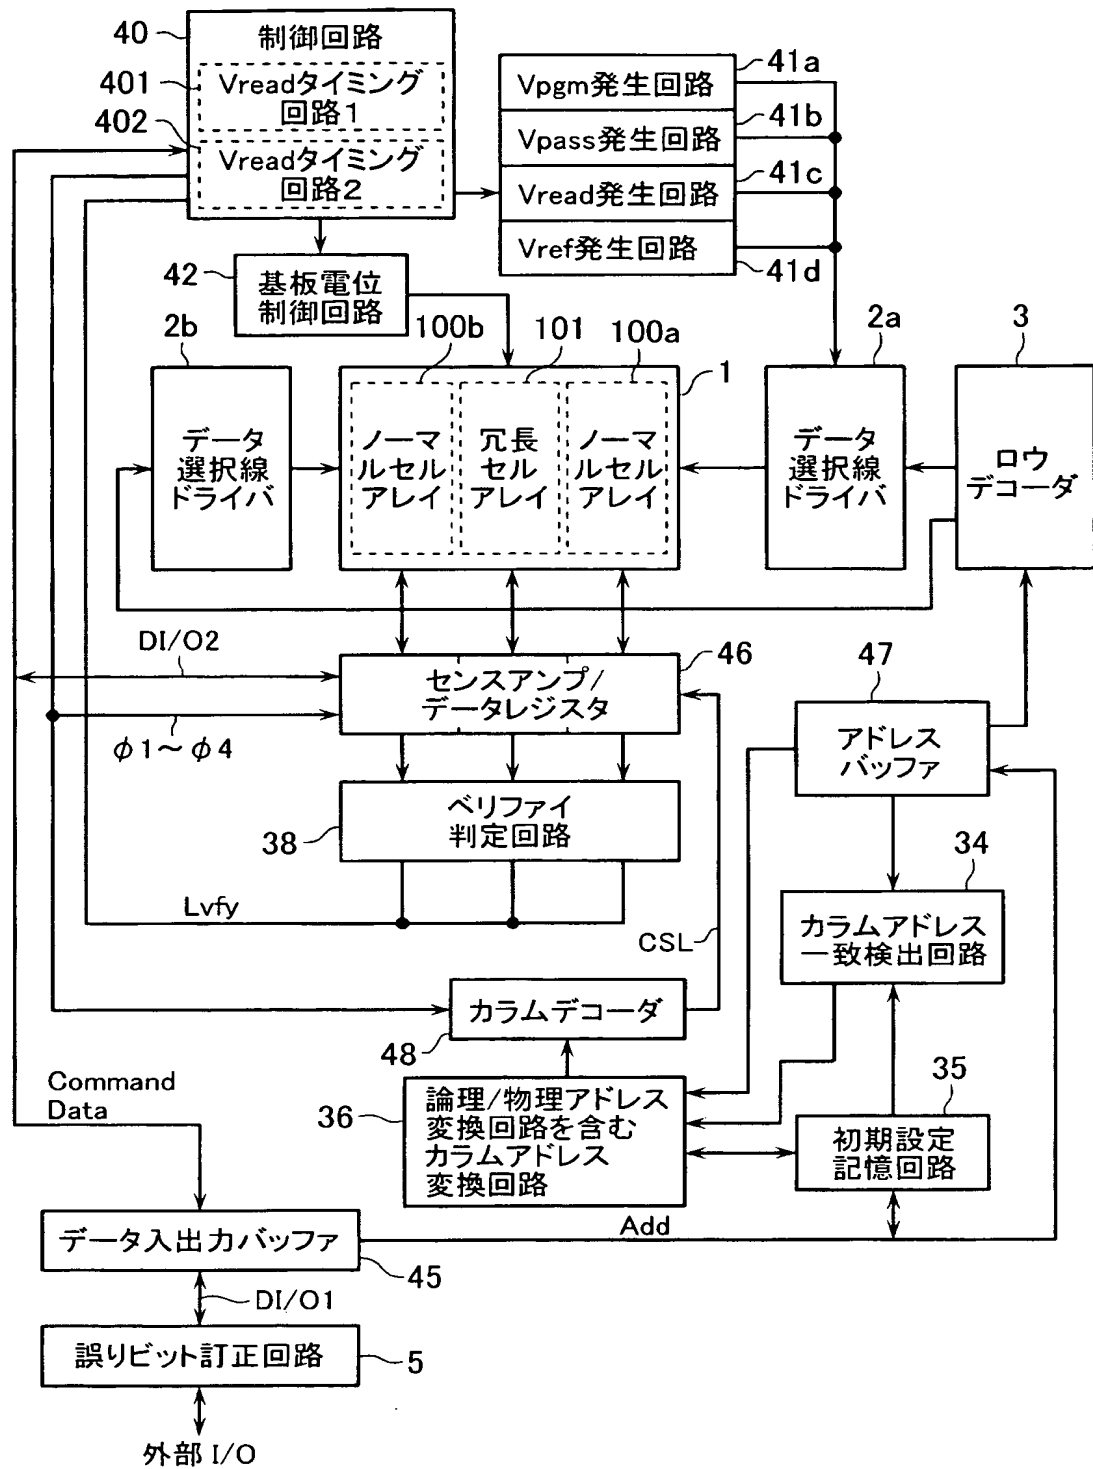 40
制御回路
401
Vreadタイミング
回路1
402
Vreadタイミング
回路2
41a
Vpgm発生回路
41b
Vpass発生回路
41c
Vread発生回路
Vref発生回路
41d
42
基板電位
制御回路
2b
100b
101
100a
1
2a
3
データ
選択線
ドライバ
ノーマ
ルセル
アレイ
冗長
セル
アレイ
ノーマ
ルセル
アレイ
データ
選択線
ドライバ
ロウ
デコーダ
DI/O2
センスアンプ/
データレジスタ
46
47
アドレス
バッファ
φ1~φ4
ベリファイ
判定回路
38
34
Lvfy
カラムアドレス
一致検出回路
CSL
カラムデコーダ
48
Command
Data
36
論理/物理アドレス
変換回路を含む
カラムアドレス
変換回路
35
初期設定
記憶回路
データ入出力バッファ
Add
45
DI/O1
誤りビット訂正回路
5
外部 I/O